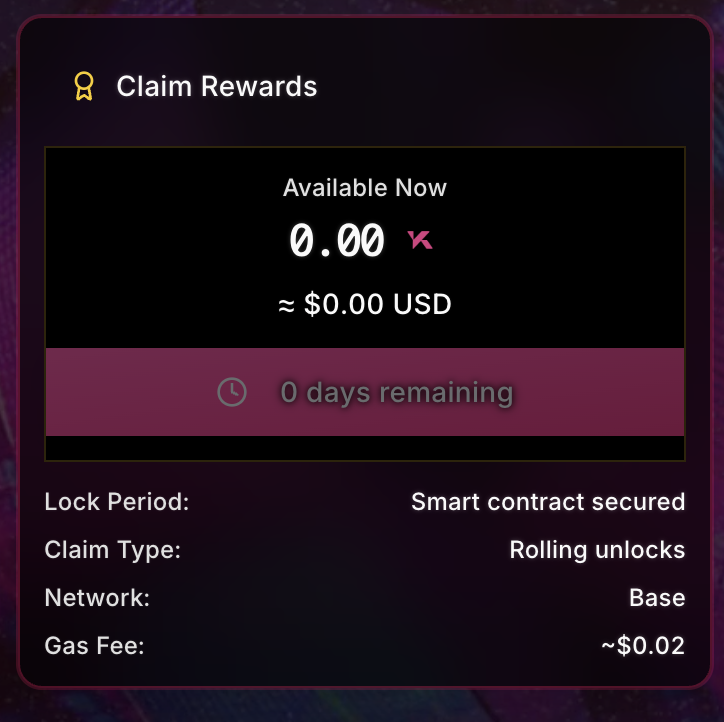 Claim Rewards
Available Now
0.00
≈ $0.00 USD
0 days remaining
Lock Period: Smart contract secured
Claim Type: Rolling unlocks
Network: Base
Gas Fee: ~$0.02